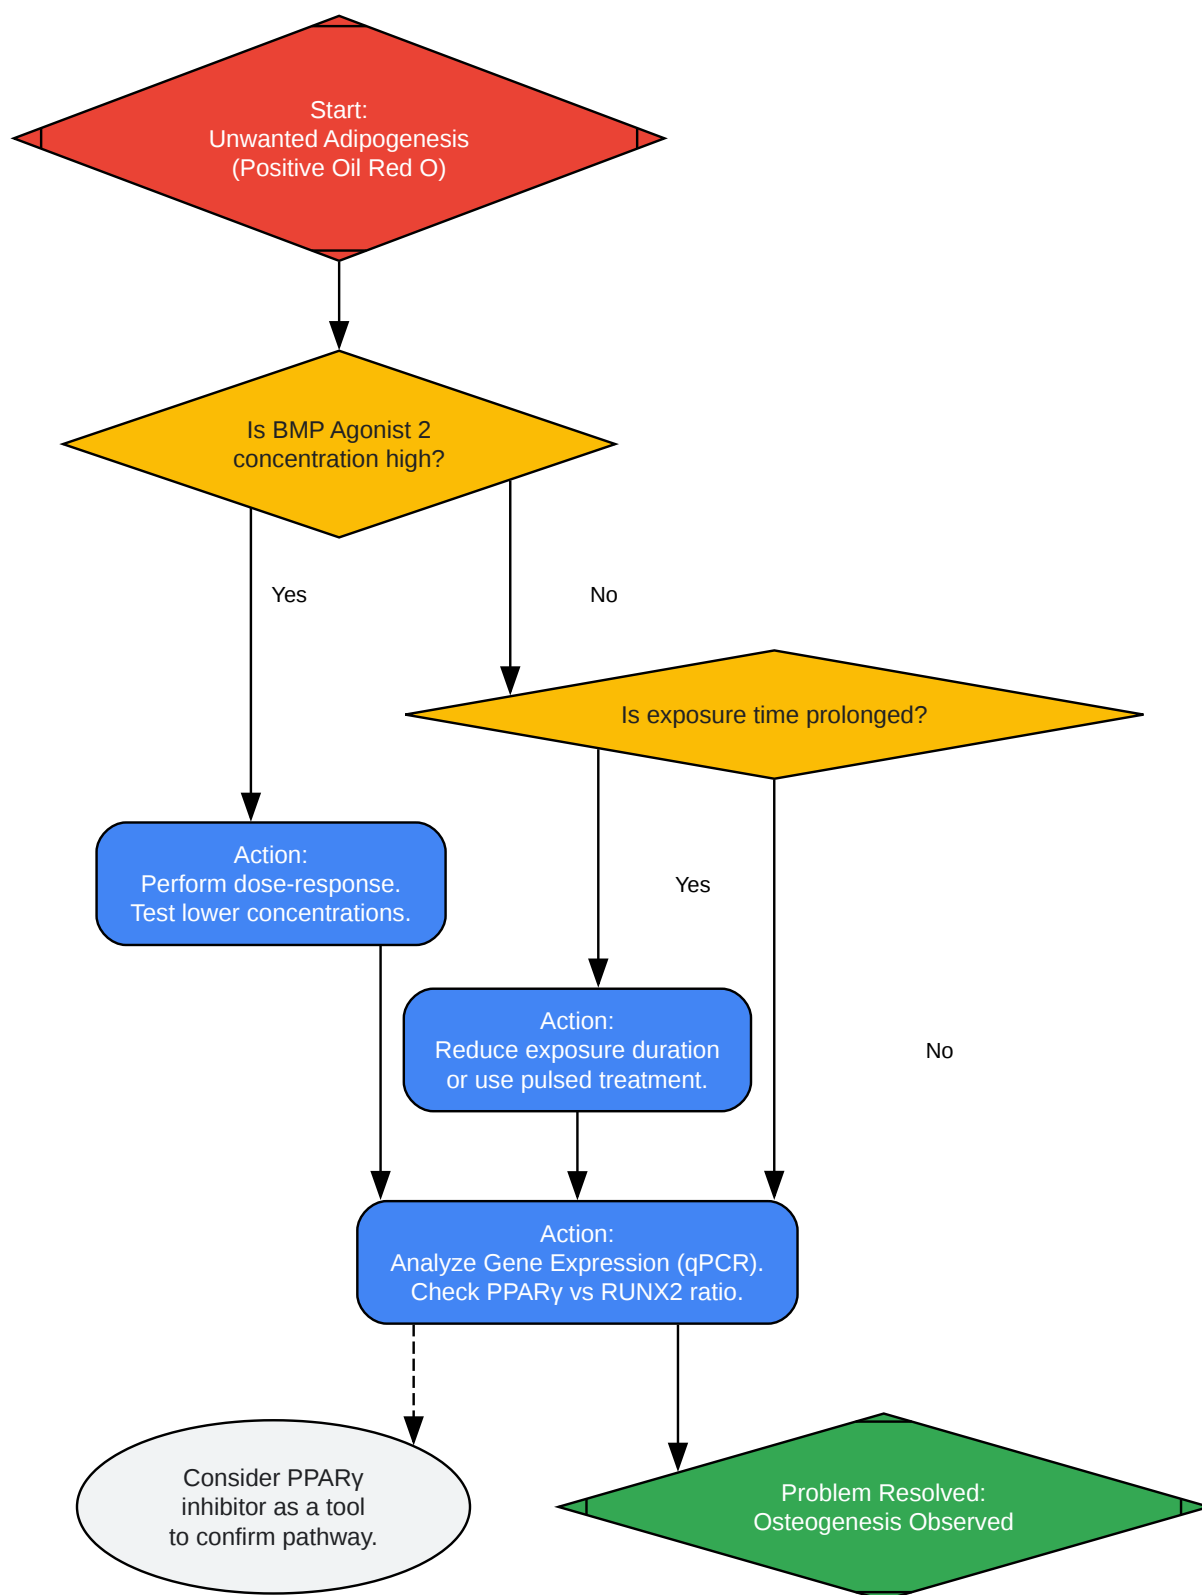 Start:
Unwanted Adipogenesis
(Positive Oil Red O)
Is BMP Agonist 2
concentration high?
Yes
No
Is exposure time prolonged?
Action:
Perform dose-response.
Test lower concentrations.
Yes
Action:
Reduce exposure duration
or use pulsed treatment.
No
Action:
Analyze Gene Expression (qPCR).
Check PPARγ vs RUNX2 ratio.
Consider PPARγ
inhibitor as a tool
to confirm pathway.
Problem Resolved:
Osteogenesis Observed